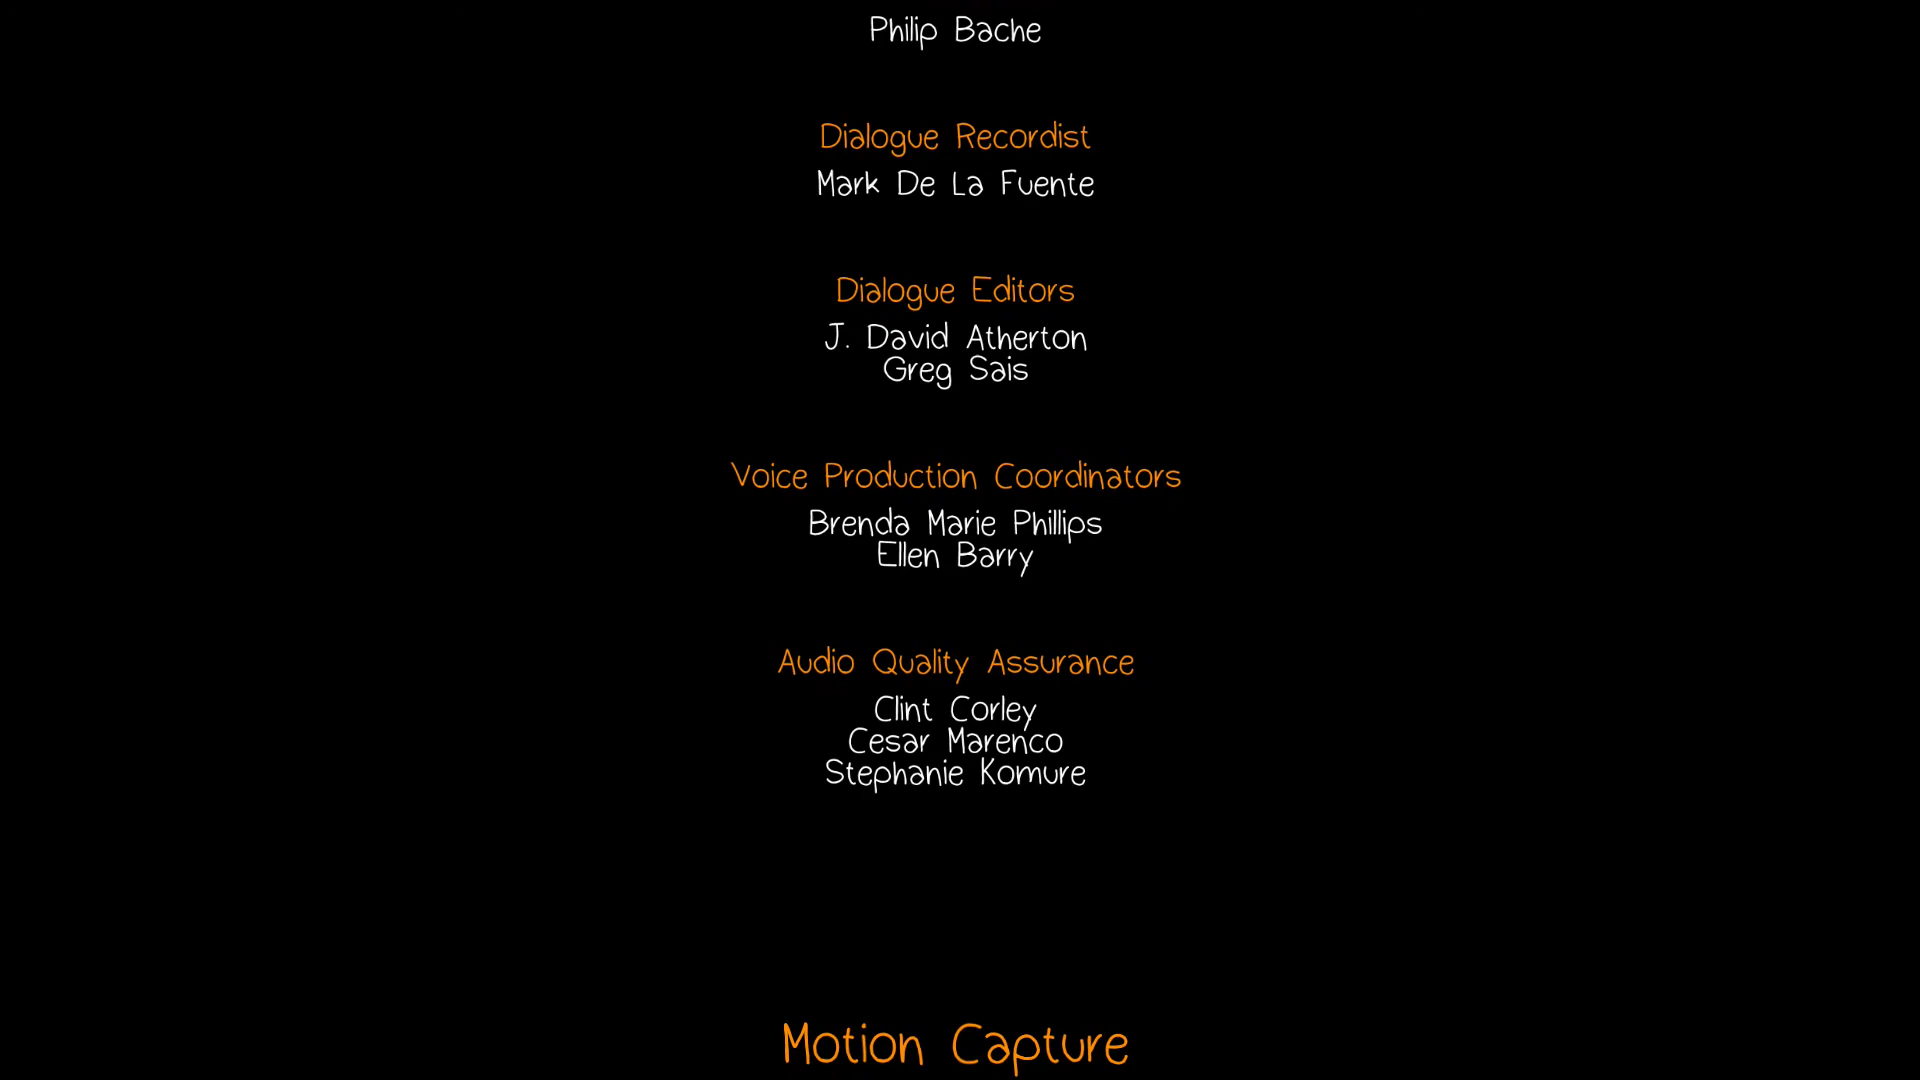 Philip Bache
Dialogue Recordist
Mark De La Fuente
Dialogue Editors
J. David Atherton
Greg Sais
Voice Production Coordinators
Brenda Marie Phillips
Ellen Barry
Audio Quality Assurance
Clint Corley
Cesar Marenco
Stephanie Komure
Motion Capture